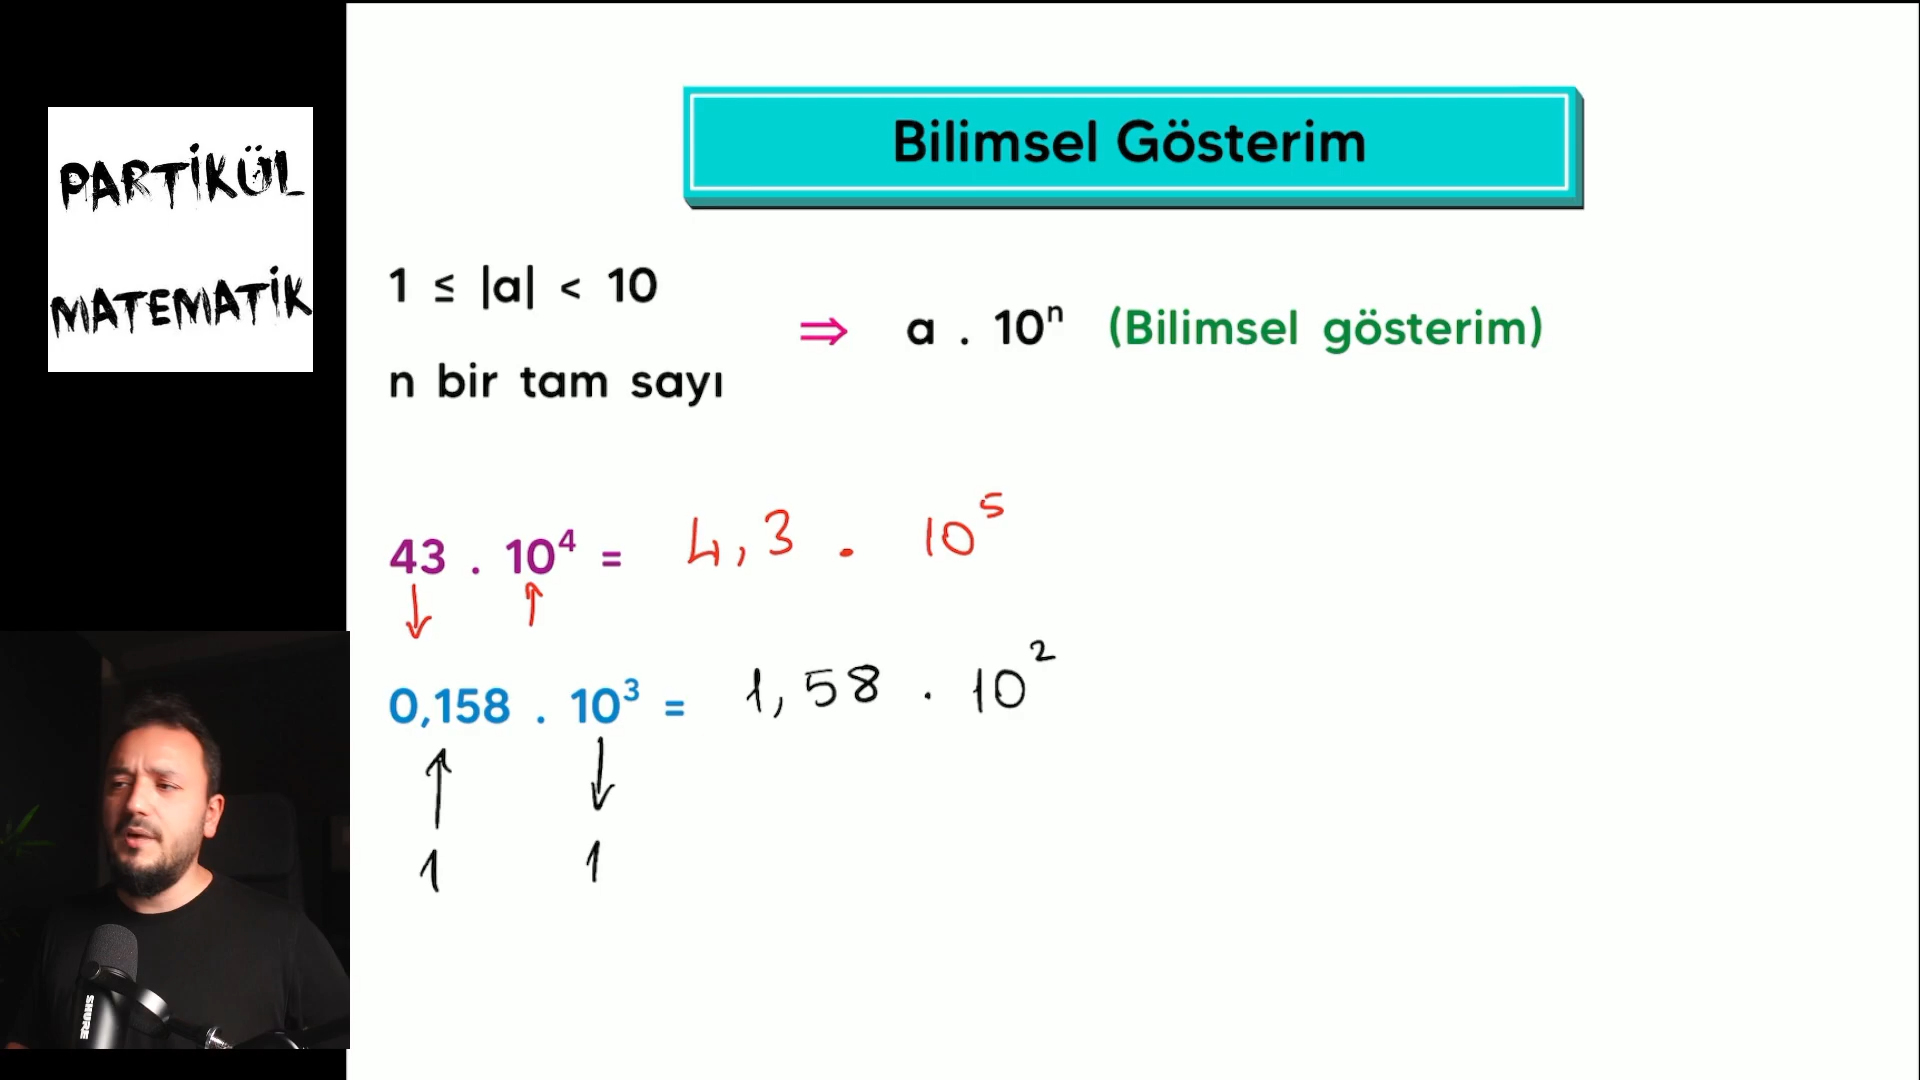 PARTİKÜL
MATEMATİK
Bilimsel Gösterim
1 ≤ |a| < 10
n bir tam sayı
⇒ a . 10ⁿ (Bilimsel gösterim)
43 . 10⁴ = 4,3 . 10⁵
↓ ↑
0,158 . 10³ = 1,58 . 10²
↑ ↓
1 1
SHURE